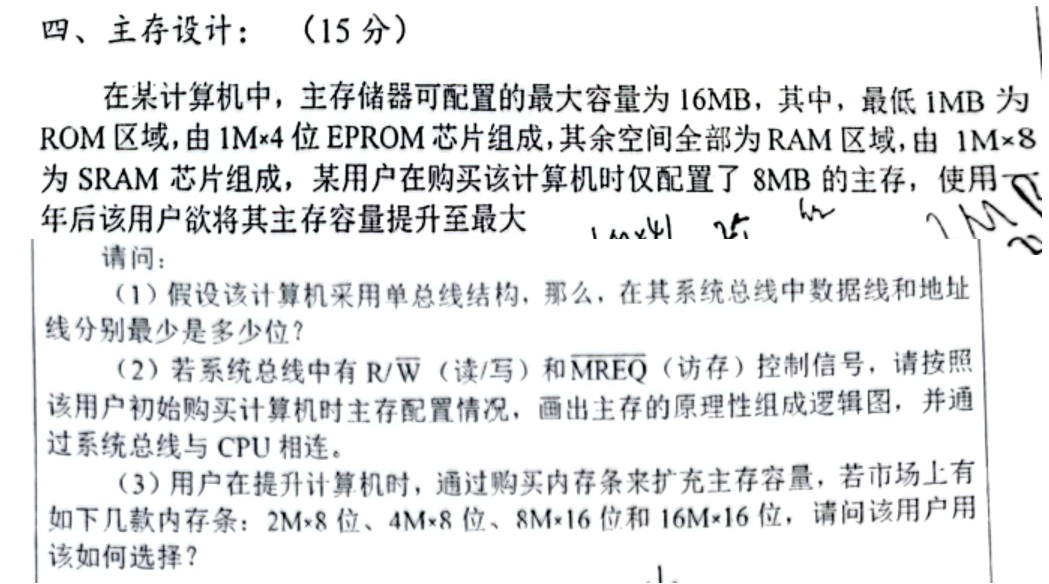 四、主存设计： （15 分）
在某计算机中，主存储器可配置的最大容量为 16MB，其中，最低 1MB 为
ROM 区域，由 1M×4 位 EPROM 芯片组成，其余空间全部为 RAM 区域，由 1M×8
为 SRAM 芯片组成，某用户在购买该计算机时仅配置了 8MB 的主存，使用一
年后该用户欲将其主存容量提升至最大
请问：
（1）假设该计算机采用单总线结构，那么，在其系统总线中数据线和地址
线分别最少是多少位？
（2）若系统总线中有 R/W̅ （读/写）和M̅R̅E̅Q̅（访存）控制信号，请按照
该用户初始购买计算机时主存配置情况，画出主存的原理性组成逻辑图，并通
过系统总线与 CPU 相连。
（3）用户在提升计算机时，通过购买内存条来扩充主存容量，若市场上有
如下几款内存条：2M×8 位、4M×8 位、8M×16 位和 16M×16 位，请问该用户用
该如何选择？